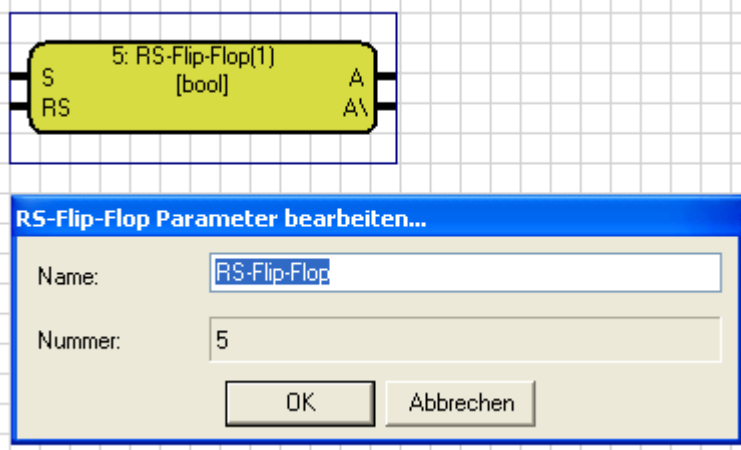 5: RS-Flip-Flop(1)
[bool]
S A
RS A\
RS-Flip-Flop Parameter bearbeiten...
Name: RS-Flip-Flop
Nummer: 5
OK Abbrechen